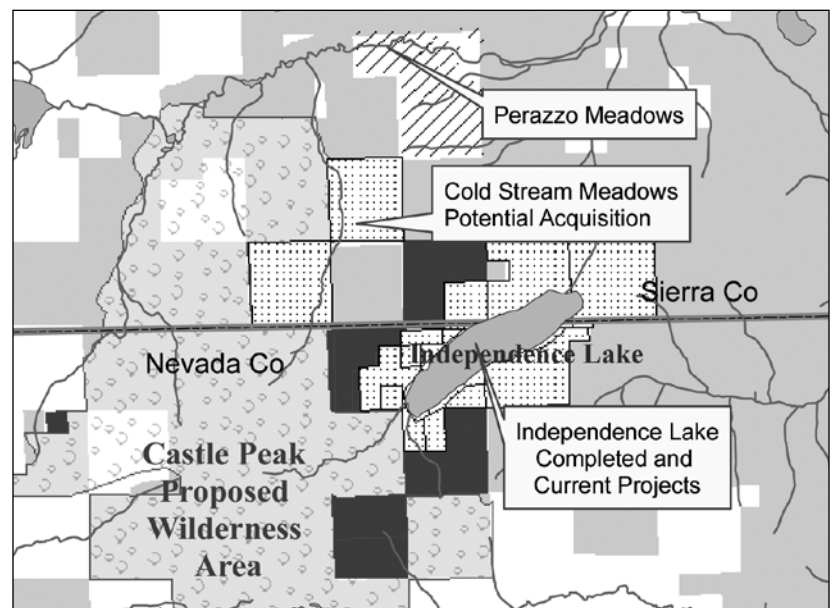 Perazzo Meadows
Cold Stream Meadows
Potential Acquisition
Sierra Co
Nevada Co
Independence Lake
Independence Lake
Completed and
Current Projects
Castle Peak
Proposed
Wilderness
Area